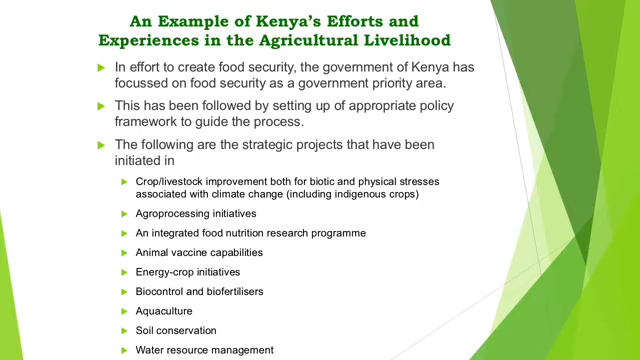 An Example of Kenya's Efforts and
Experiences in the Agricultural Livelihood
In effort to create food security, the government of Kenya has
focussed on food security as a government priority area.
This has been followed by setting up of appropriate policy
framework to guide the process.
The following are the strategic projects that have been
initiated in
Crop/livestock improvement both for biotic and physical stresses
associated with climate change (including indigenous crops)
Agroprocessing initiatives
An integrated food nutrition research programme
Animal vaccine capabilities
Energy-crop initiatives
Biocontrol and biofertilisers
Aquaculture
Soil conservation
Water resource management